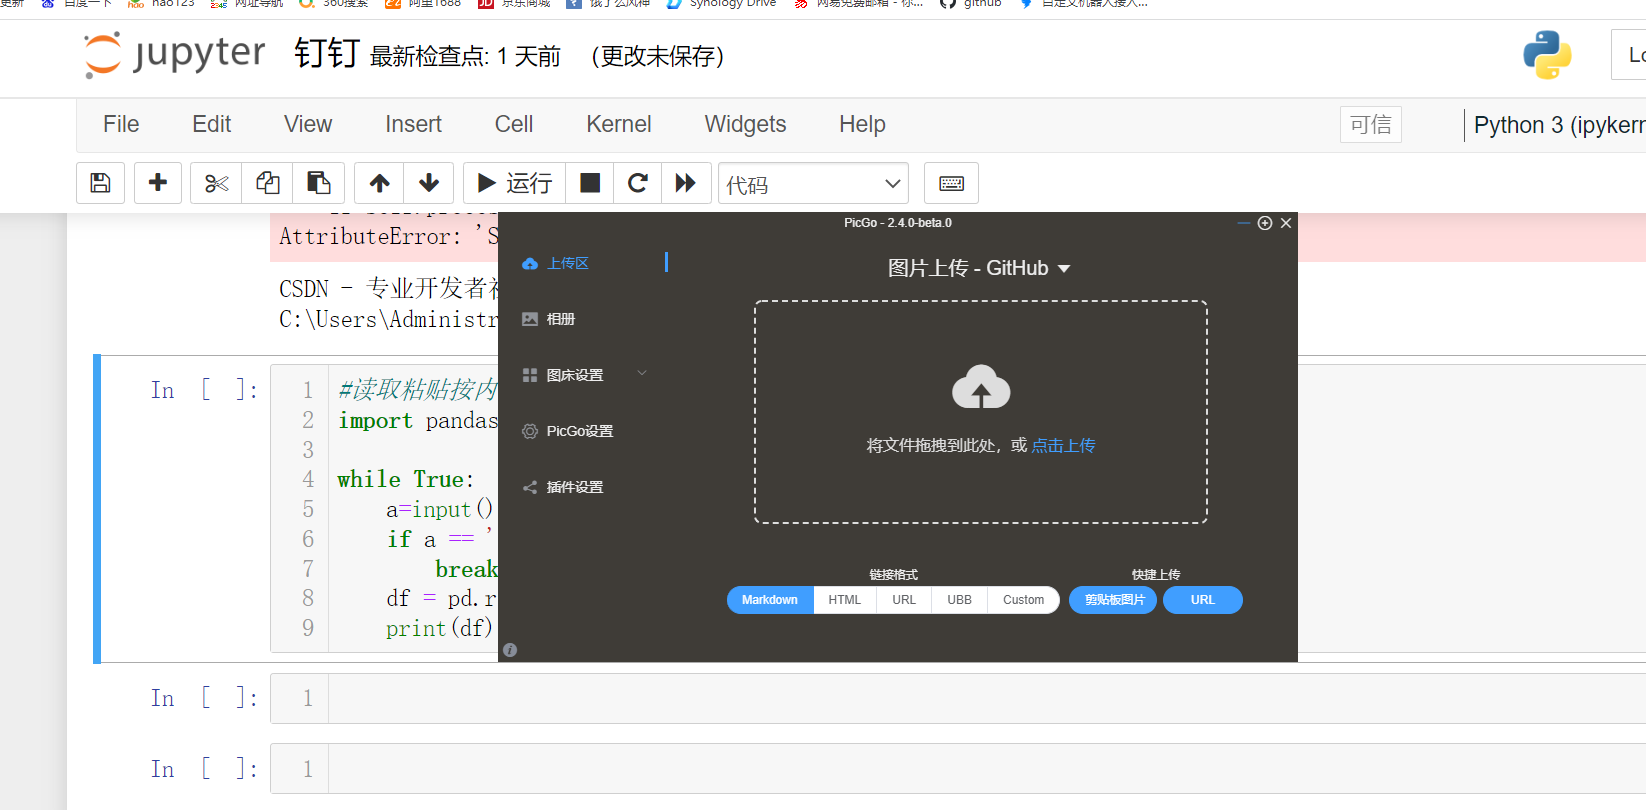 更新 百度一下 hao123 网址导航 360搜索 阿里1688 京东商城 饿了么风神 Synology Drive 网易免费邮箱 - 你... github 自定义机器人接入...
jupyter 钉钉 最新检查点: 1 天前 (更改未保存)
File Edit View Insert Cell Kernel Widgets Help 可信 Python 3 (ipykern
运行 代码
AttributeError: 'S
CSDN - 专业开发者社
C:\Users\Administr
In [ ]:
1 #读取粘贴按内
2 import pandas
3
4 while True:
5 a=input()
6 if a == '
7 break
8 df = pd.r
9 print(df)
In [ ]: 1
In [ ]: 1
PicGo - 2.4.0-beta.0
上传区
相册
图床设置
PicGo设置
插件设置
图片上传 - GitHub
将文件拖拽到此处，或 点击上传
链接格式 快捷上传
Markdown HTML URL UBB Custom 剪贴板图片 URL